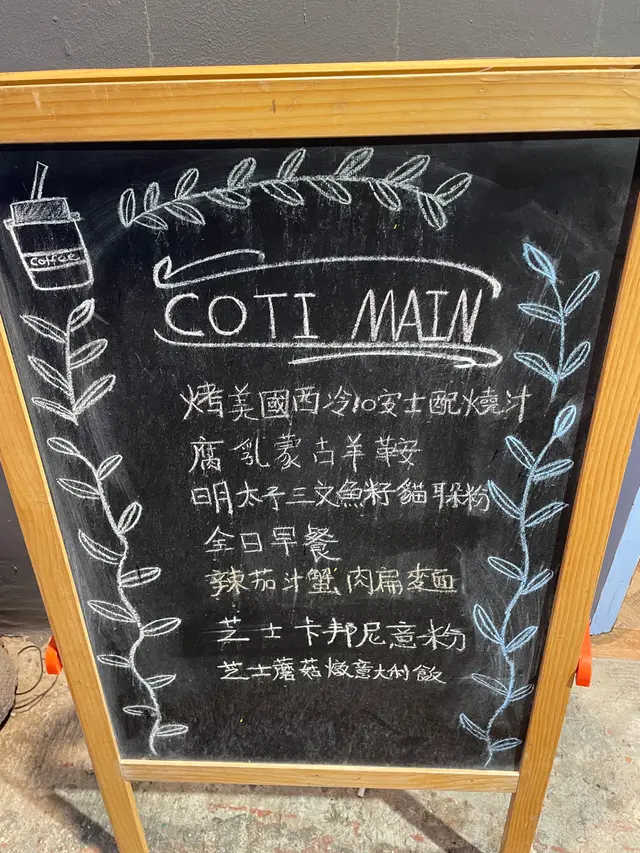 Coffee
COTI MAIN
烤美國西冷10安士配燒汁
腐乳蒙古羊鞍
明太子三文魚籽貓耳朵粉
全日早餐
辣茄汁蟹肉扁麵
芝士卡邦尼意粉
芝士蘑菇燉意大利飯